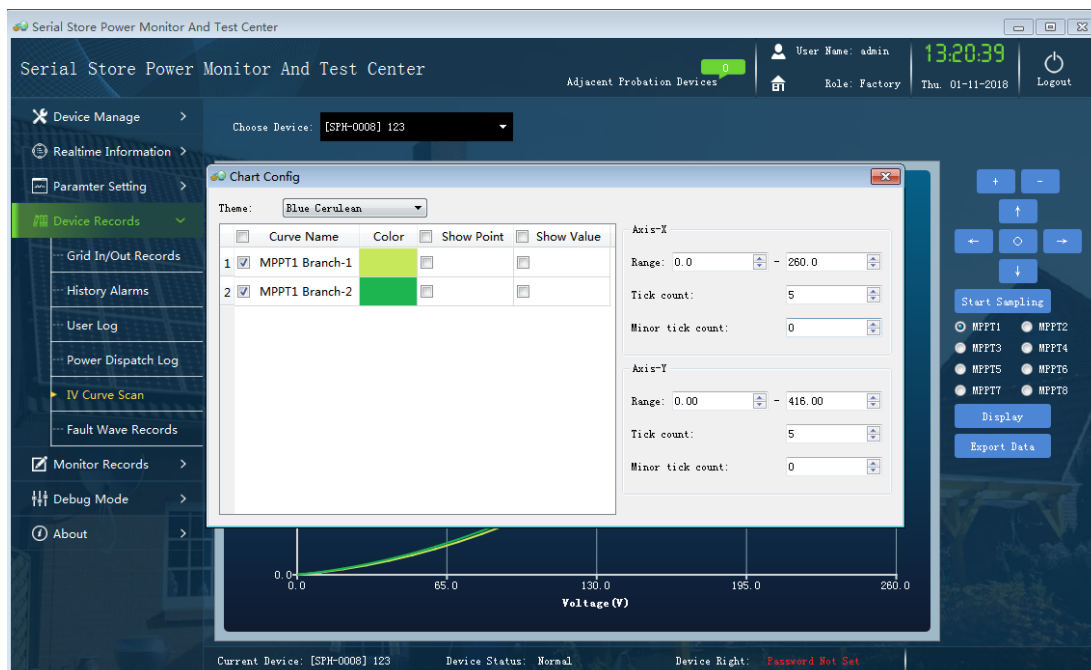 Serial Store Power Monitor And Test Center
Serial Store Power Monitor And Test Center
0
Adjacent Probation Devices
User Name: admin
Role: Factory
13:20:39
Thu. 01-11-2018
Logout
Device Manage >
Realtime Information >
Paramter Setting >
Device Records
Grid In/Out Records
History Alarms
User Log
Power Dispatch Log
IV Curve Scan
Fault Wave Records
Monitor Records >
Debug Mode >
About >
Choose Device: [SPH-0008] 123
Chart Config
Theme: Blue Cerulean
Curve Name Color Show Point Show Value
1 MPPT1 Branch-1
2 MPPT1 Branch-2
Axis-X
Range: 0.0 - 260.0
Tick count: 5
Minor tick count: 0
Axis-Y
Range: 0.00 - 416.00
Tick count: 5
Minor tick count: 0
0.0
0.0 65.0 130.0 195.0 260.0
Voltage(V)
+ -
↑
← ○ →
↓
Start Sampling
MPPT1 MPPT2
MPPT3 MPPT4
MPPT5 MPPT6
MPPT7 MPPT8
Display
Export Data
Current Device: [SPH-0008] 123 Device Status: Normal Device Right: Password Not Set